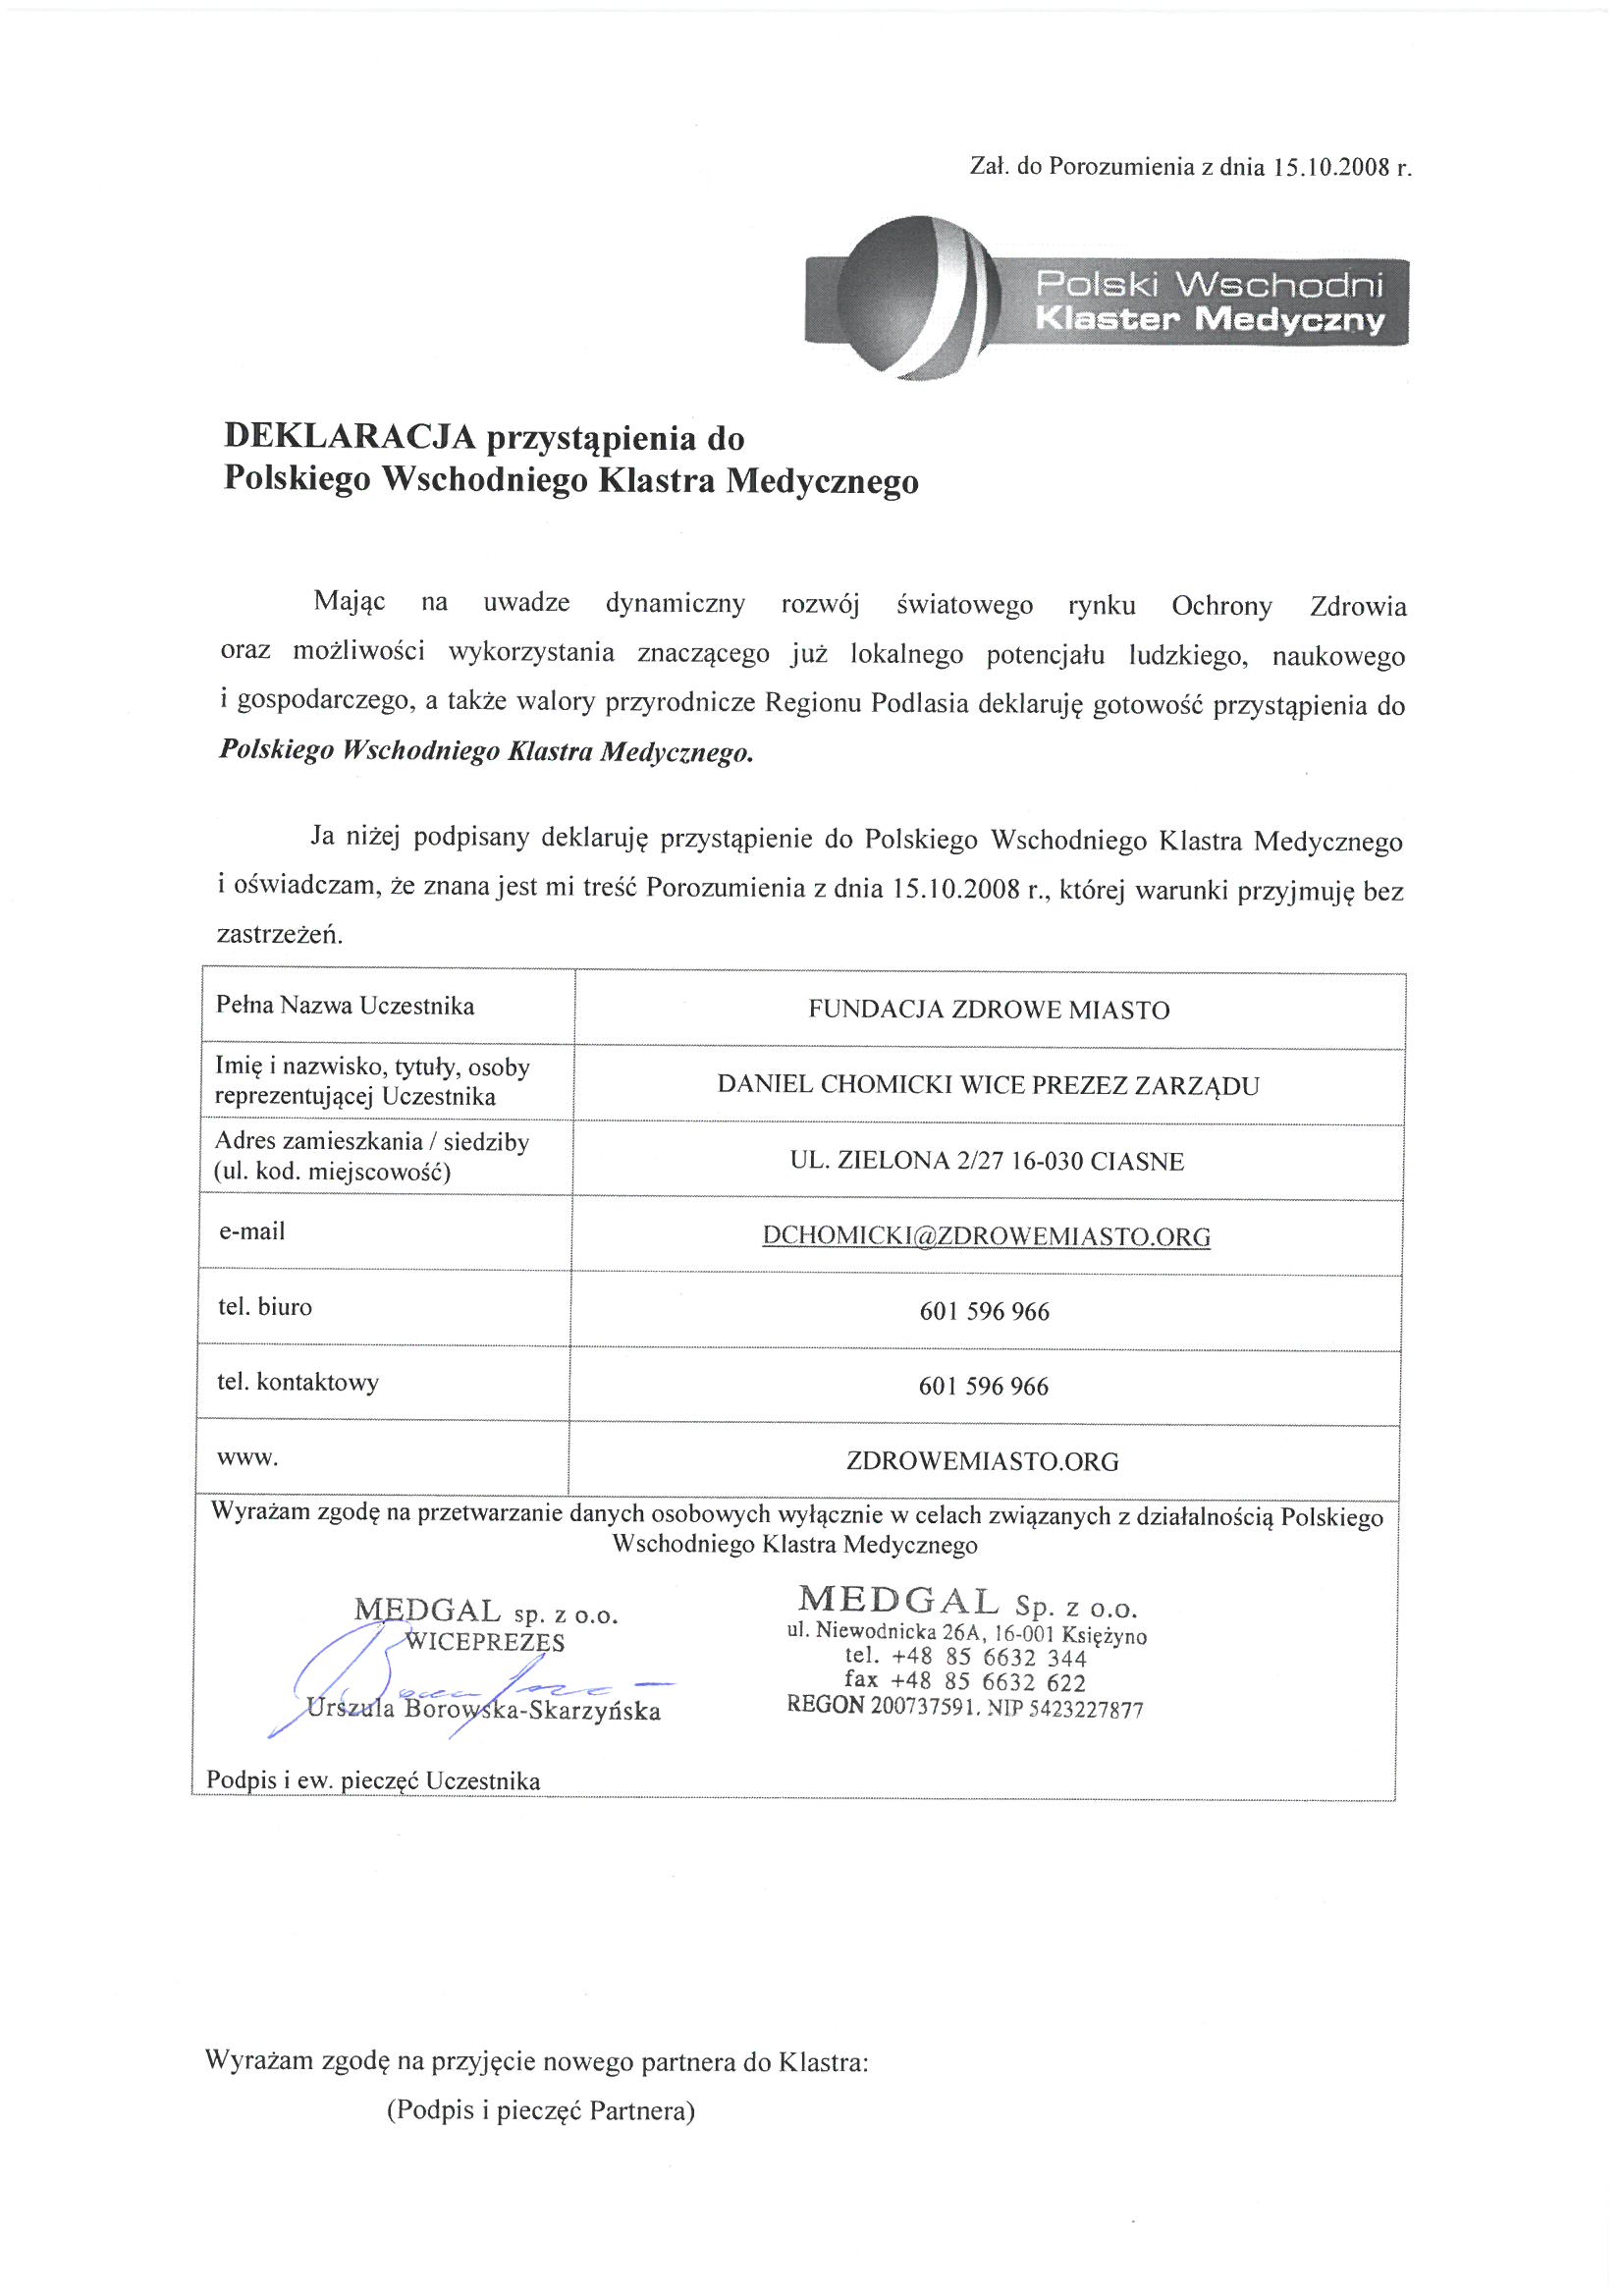 Zał. do Porozumienia z dnia 15.10.2008 r.
Polski Wschodni
Klaster Medyczny
DEKLARACJA przystąpienia do
Polskiego Wschodniego Klastra Medycznego
Mając na uwadze dynamiczny rozwój światowego rynku Ochrony Zdrowia
oraz możliwości wykorzystania znaczącego już lokalnego potencjału ludzkiego, naukowego
i gospodarczego, a także walory przyrodnicze Regionu Podlasia deklaruję gotowość przystąpienia do
Polskiego Wschodniego Klastra Medycznego.
Ja niżej podpisany deklaruję przystąpienie do Polskiego Wschodniego Klastra Medycznego
i oświadczam, że znana jest mi treść Porozumienia z dnia 15.10.2008 r., której warunki przyjmuję bez
zastrzeżeń.
Pełna Nazwa Uczestnika
FUNDACJA ZDROWE MIASTO
Imię i nazwisko, tytuły, osoby
reprezentującej Uczestnika
DANIEL CHOMICKI WICE PREZEZ ZARZĄDU
Adres zamieszkania / siedziby
(ul. kod. miejscowość)
UL. ZIELONA 2/27 16-030 CIASNE
e-mail
DCHOMICKI@ZDROWEMIASTO.ORG
tel. biuro
601 596 966
tel. kontaktowy
601 596 966
www.
ZDROWEMIASTO.ORG
Wyrażam zgodę na przetwarzanie danych osobowych wyłącznie w celach związanych z działalnością Polskiego
Wschodniego Klastra Medycznego
MEDGAL sp. z o.o.
WICEPREZES
Urszula Borowska-Skarzyńska
MEDGAL Sp. z o.o.
ul. Niewodnicka 26A, 16-001 Księżyno
tel. +48 85 6632 344
fax +48 85 6632 622
REGON 200737591, NIP 5423227877
Podpis i ew. pieczęć Uczestnika
Wyrażam zgodę na przyjęcie nowego partnera do Klastra:
(Podpis i pieczęć Partnera)